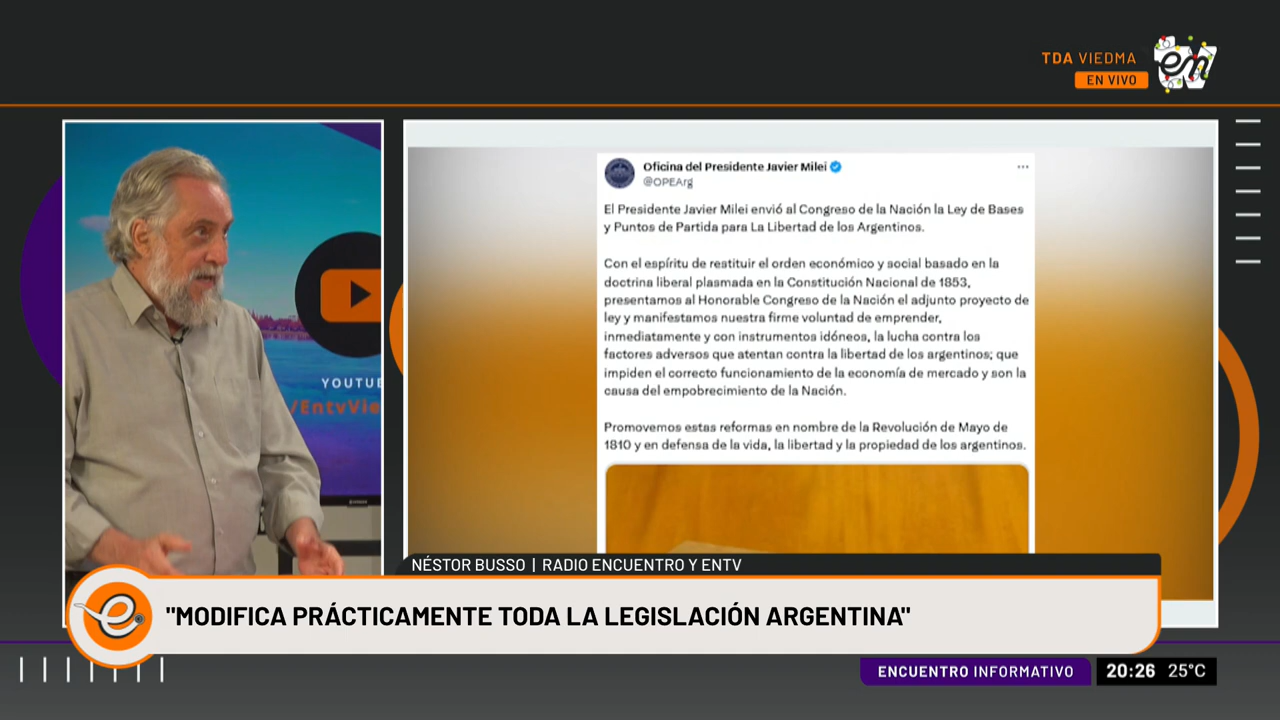 TDA VIEDMA
EN VIVO
en
YOUTUBE
/EntvVie
Oficina del Presidente Javier Milei
@OPEArg
El Presidente Javier Milei envió al Congreso de la Nación la Ley de Bases
y Puntos de Partida para La Libertad de los Argentinos.
Con el espíritu de restituir el orden económico y social basado en la
doctrina liberal plasmada en la Constitución Nacional de 1853,
presentamos al Honorable Congreso de la Nación el adjunto proyecto de
ley y manifestamos nuestra firme voluntad de emprender,
inmediatamente y con instrumentos idóneos, la lucha contra los
factores adversos que atentan contra la libertad de los argentinos; que
impiden el correcto funcionamiento de la economía de mercado y son la
causa del empobrecimiento de la Nación.
Promovemos estas reformas en nombre de la Revolución de Mayo de
1810 y en defensa de la vida, la libertad y la propiedad de los argentinos.
NÉSTOR BUSSO | RADIO ENCUENTRO Y ENTV
e
"MODIFICA PRÁCTICAMENTE TODA LA LEGISLACIÓN ARGENTINA"
ENCUENTRO INFORMATIVO
20:26 25°C